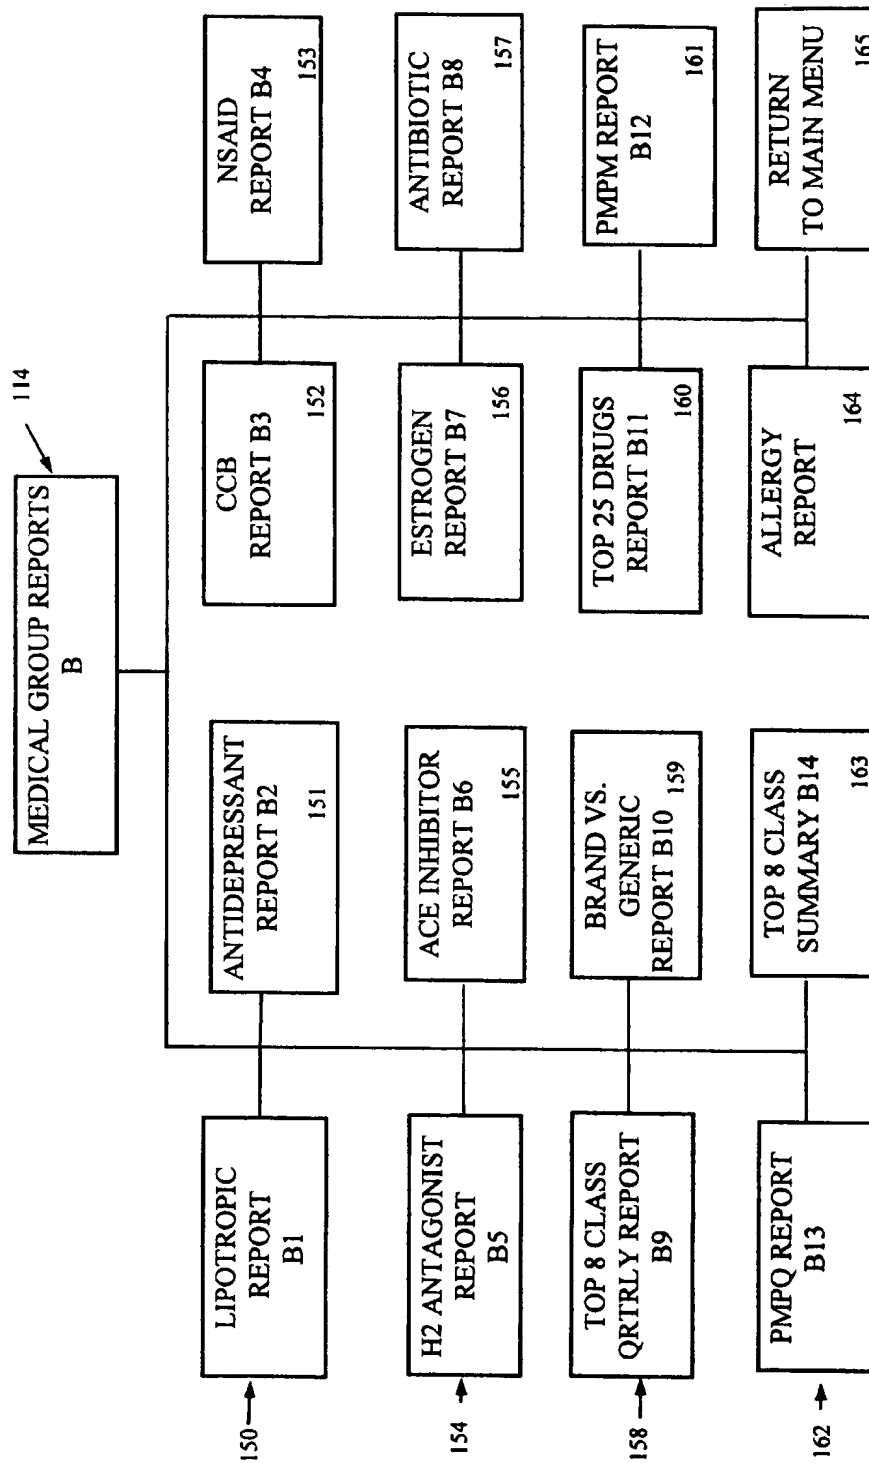 114
MEDICAL GROUP REPORTS
B
150
LIPOTROPIC
REPORT
B1
ANTIDEPRESSANT
REPORT B2
151
CCB
REPORT B3
152
NSAID
REPORT B4
153
154
H2 ANTAGONIST
REPORT
B5
ACE INHIBITOR
REPORT B6
155
ESTROGEN
REPORT B7
156
ANTIBIOTIC
REPORT B8
157
158
TOP 8 CLASS
QRTRLY REPORT
B9
BRAND VS.
GENERIC
REPORT B10
159
TOP 25 DRUGS
REPORT B11
160
PMPM REPORT
B12
161
162
PMPQ REPORT
B13
TOP 8 CLASS
SUMMARY B14
163
ALLERGY
REPORT
164
RETURN
TO MAIN MENU
165